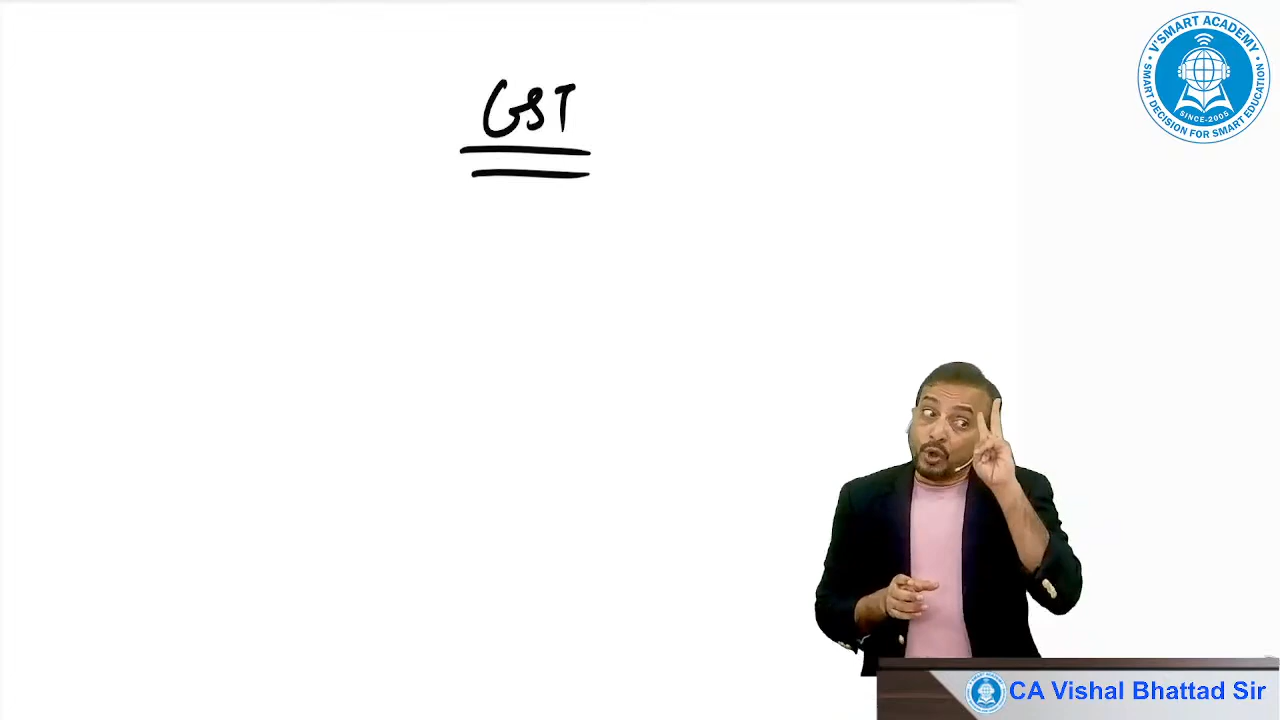 GST
V'SMART ACADEMY
SMART DECISION FOR SMART EDUCATION
SINCE-2005
CA Vishal Bhattad Sir